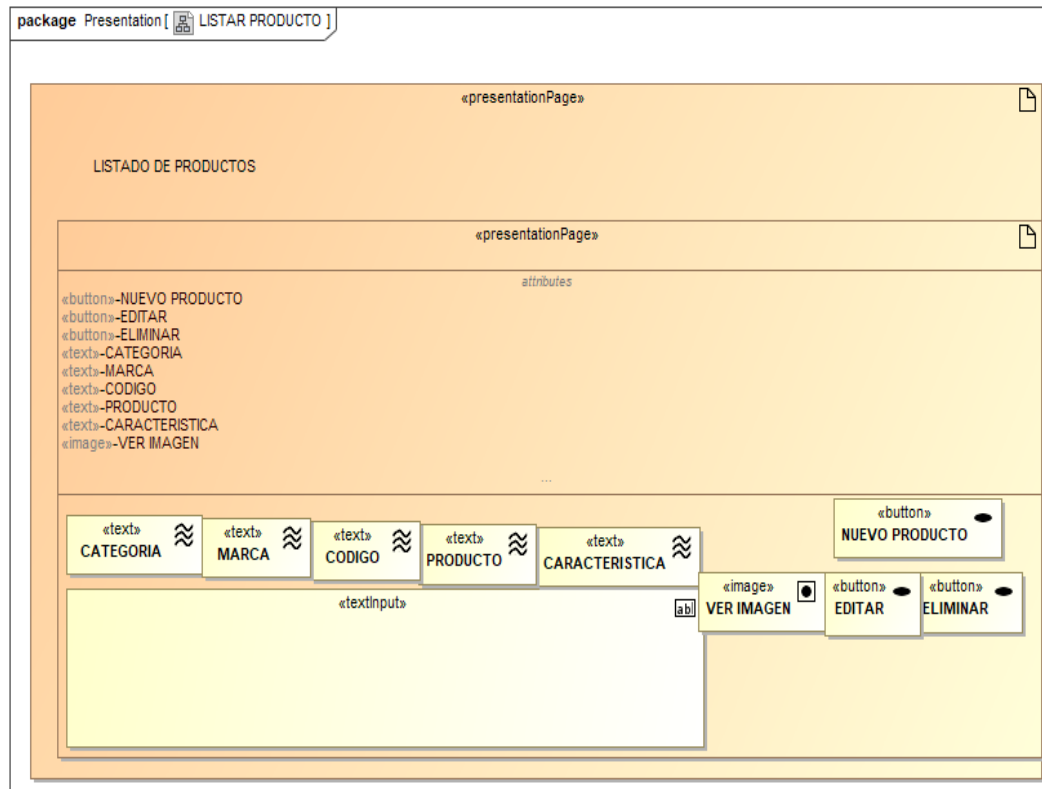 package Presentation [ LISTAR PRODUCTO ]
«presentationPage»
LISTADO DE PRODUCTOS
«presentationPage»
attributes
«button»-NUEVO PRODUCTO
«button»-EDITAR
«button»-ELIMINAR
«text»-CATEGORIA
«text»-MARCA
«text»-CODIGO
«text»-PRODUCTO
«text»-CARACTERISTICA
«image»-VER IMAGEN
...
«button»
NUEVO PRODUCTO
«text»
CATEGORIA
«text»
MARCA
«text»
CODIGO
«text»
PRODUCTO
«text»
CARACTERISTICA
«image»
VER IMAGEN
«button»
EDITAR
«button»
ELIMINAR
«textInput»
ab